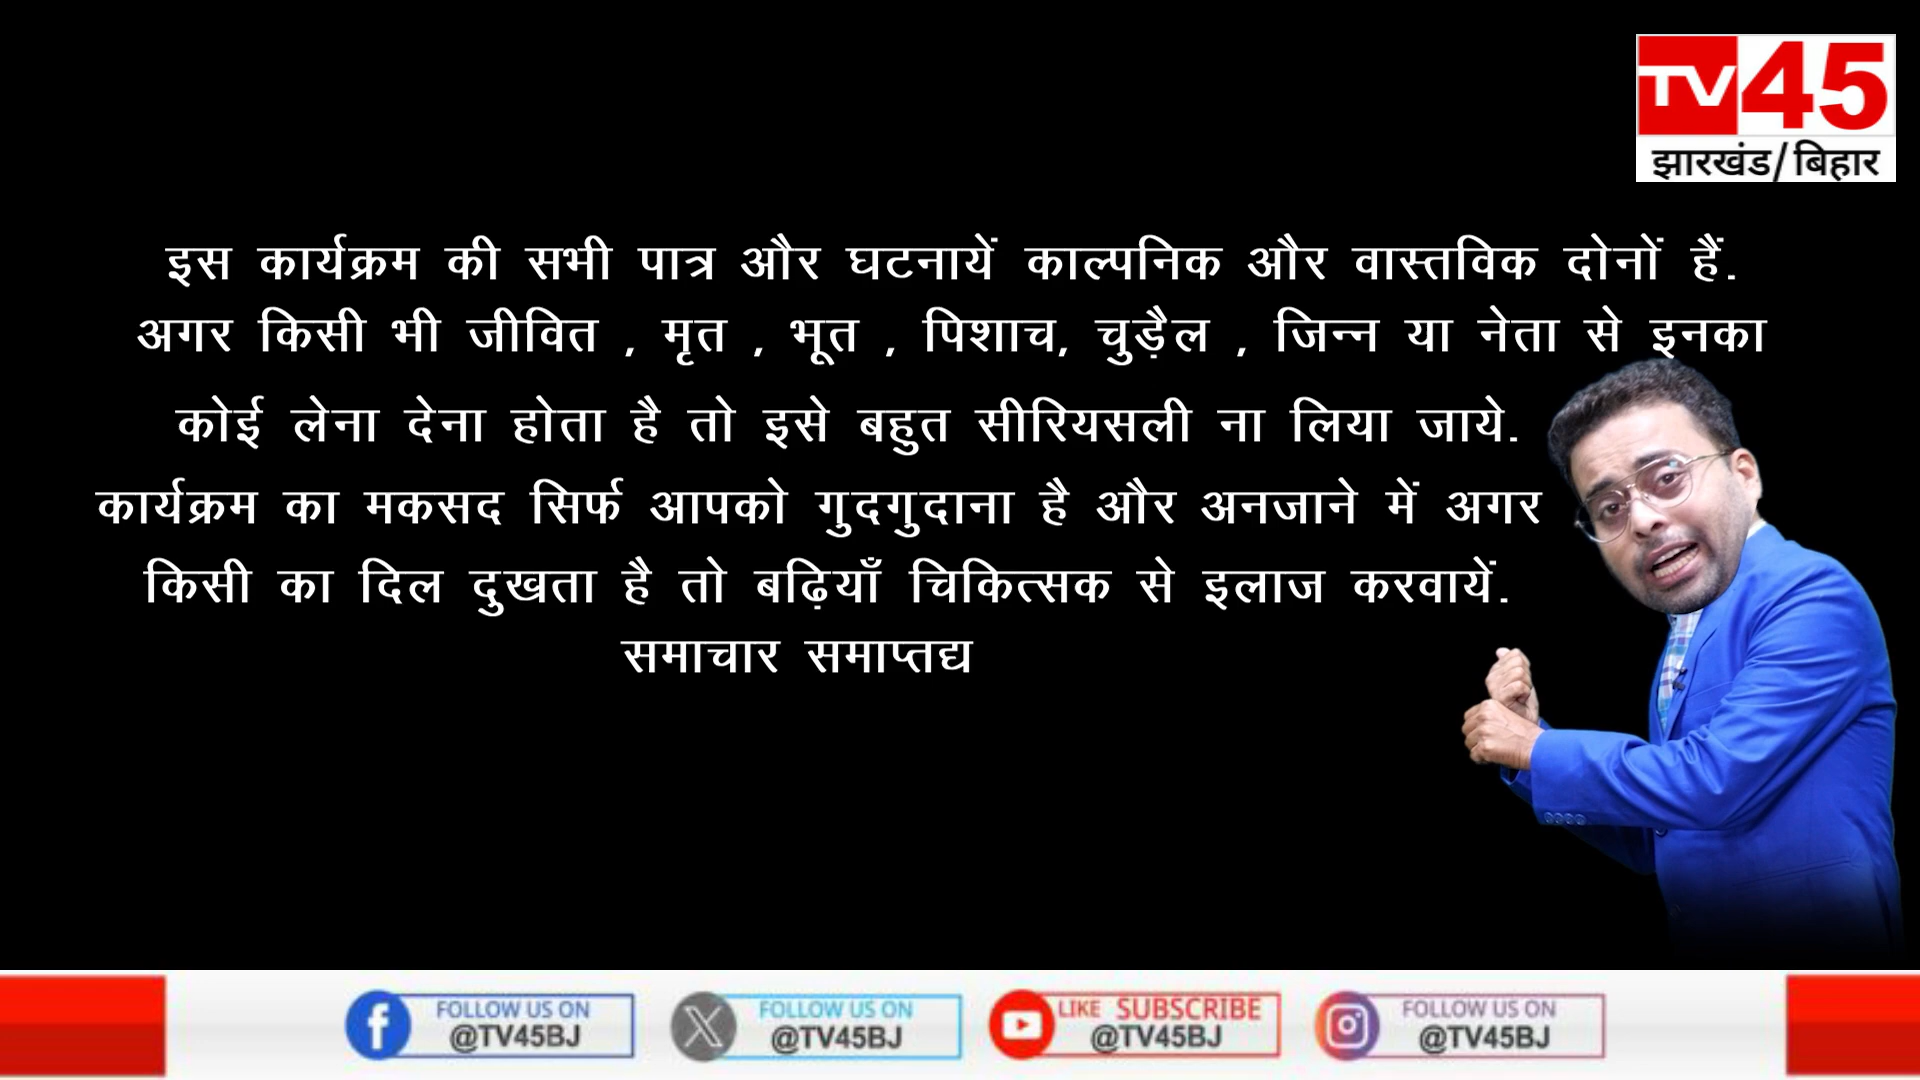 TV45
झारखंड/बिहार
इस कार्यक्रम की सभी पात्र और घटनायें काल्पनिक और वास्तविक दोनों हैं.
अगर किसी भी जीवित , मृत , भूत , पिशाच, चुड़ैल , जिन्न या नेता से इनका
कोई लेना देना होता है तो इसे बहुत सीरियसली ना लिया जाये.
कार्यक्रम का मकसद सिर्फ आपको गुदगुदाना है और अनजाने में अगर
किसी का दिल दुखता है तो बढ़ियाँ चिकित्सक से इलाज करवायें.
समाचार समाप्तद्य
FOLLOW US ON
@TV45BJ
FOLLOW US ON
@TV45BJ
LIKE SUBSCRIBE
@TV45BJ
FOLLOW US ON
@TV45BJ